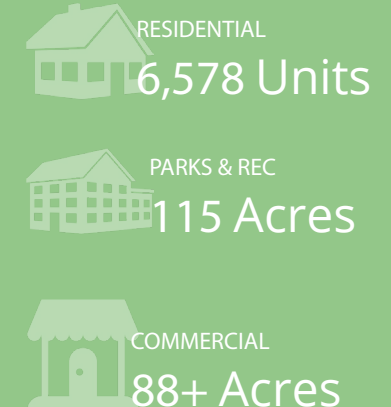 RESIDENTIAL
6,578 Units
PARKS & REC
115 Acres
COMMERCIAL
88+ Acres